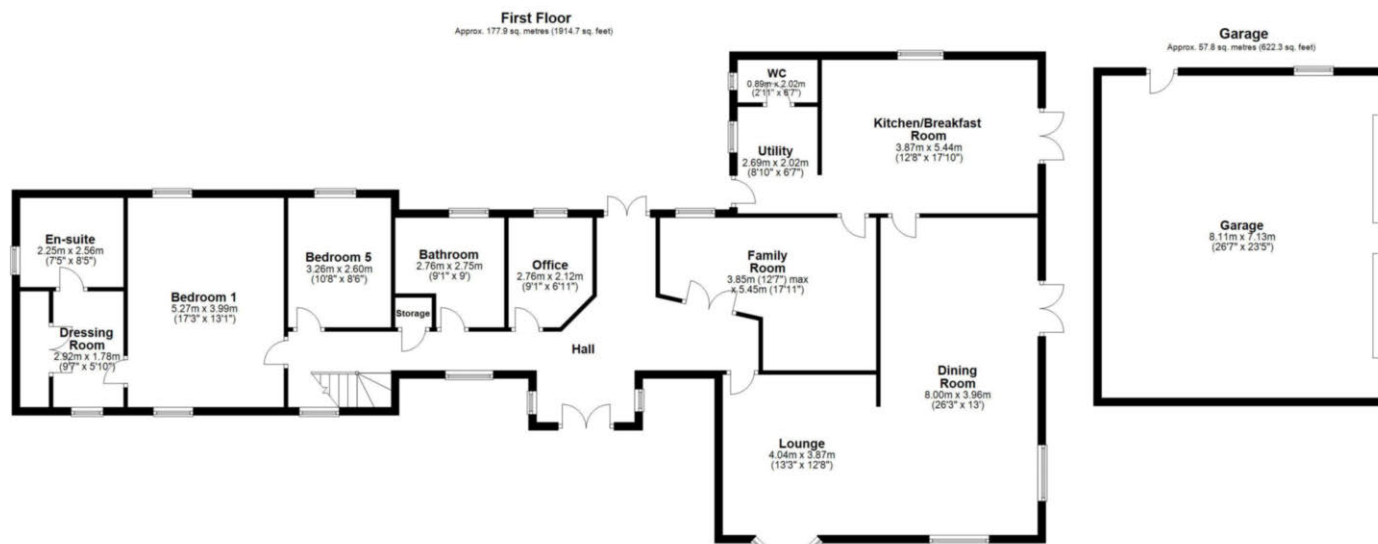 First Floor
Approx. 177.9 sq. metres (1914.7 sq. feet)
Garage
Approx. 57.8 sq. metres (622.3 sq. feet)
WC
0.89m x 2.02m
(2'11" x 6'7")
Kitchen/Breakfast
Room
3.87m x 5.44m
(12'8" x 17'10")
Utility
2.69m x 2.02m
(8'10" x 6'7")
Garage
8.11m x 7.13m
(26'7" x 23'5")
En-suite
2.25m x 2.56m
(7'5" x 8'5")
Bedroom 1
5.27m x 3.99m
(17'3" x 13'1")
Bedroom 5
3.26m x 2.60m
(10'8" x 8'6")
Bathroom
2.76m x 2.75m
(9'1" x 9')
Office
2.76m x 2.12m
(9'1" x 6'11")
Family
Room
3.85m (12'7") max
x 5.45m (17'11")
Storage
Dressing
Room
2.92m x 1.78m
(9'7" x 5'10")
Hall
Dining
Room
8.00m x 3.96m
(26'3" x 13')
Lounge
4.04m x 3.87m
(13'3" x 12'8")